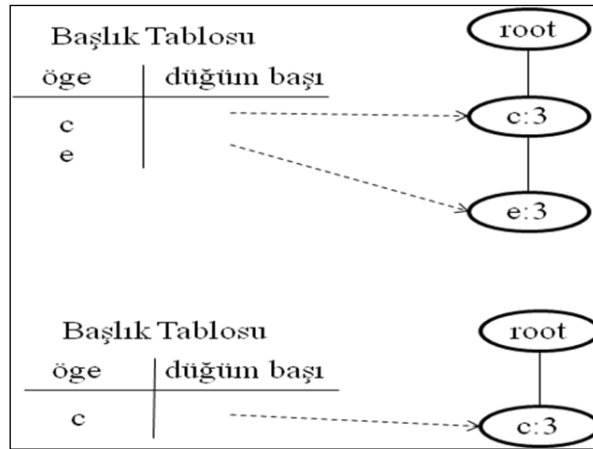 Başlık Tablosu
root
öge düğüm başı
c
c:3
e
e:3
Başlık Tablosu
root
öge düğüm başı
c
c:3